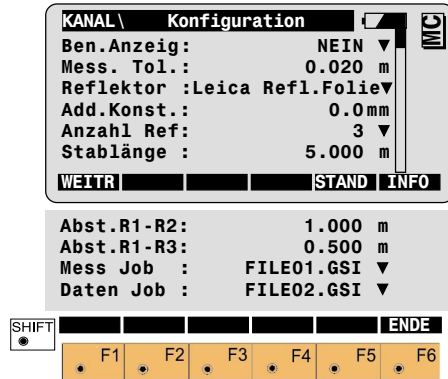 KANAL\ Konfiguration
MC
Ben.Anzeig: NEIN ▼
Mess. Tol.: 0.020 m
Reflektor :Leica Refl.Folie▼
Add.Konst.: 0.0mm
Anzahl Ref: 3 ▼
Stablänge : 5.000 m
WEITR STAND INFO
Abst.R1-R2: 1.000 m
Abst.R1-R3: 0.500 m
Mess Job : FILE01.GSI ▼
Daten Job : FILE02.GSI ▼
SHIFT ENDE
F1 F2 F3 F4 F5 F6